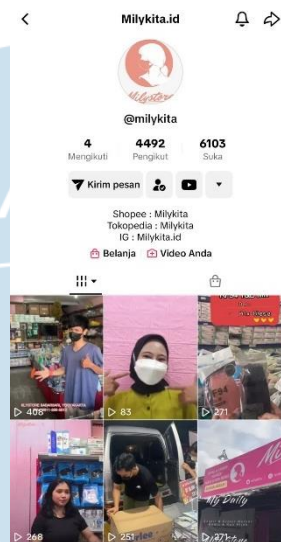 Milykita.id
Milystore
@milykita
4 4492 6103
Mengikuti Pengikut Suka
Kirim pesan
Shopee : Milykita
Tokopedia : Milykita
IG : Milykita.id
Belanja Video Anda
408 83 271
268 251 271
My Daily